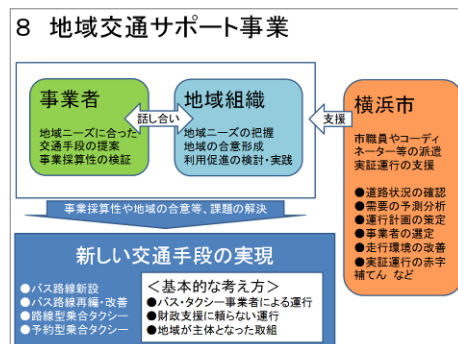 8 地域交通サポート事業
事業者
地域ニーズに合った
交通手段の提案
事業採算性の検証
話し合い
地域組織
地域ニーズの把握
地域の合意形成
利用促進の検討・実践
支援
横浜市
市職員やコーディ
ネーター等の派遣
実証運行の支援
●道路状況の確認
●需要の予測分析
●運行計画の策定
●事業者の選定
●走行環境の改善
●実証運行の赤字
補てん など
事業採算性や地域の合意等、課題の解決
新しい交通手段の実現
●バス路線新設
●バス路線再編・改善
●路線型乗合タクシー
●予約型乗合タクシー
＜基本的な考え方＞
●バス・タクシー事業者による運行
●財政支援に頼らない運行
●地域が主体となった取組